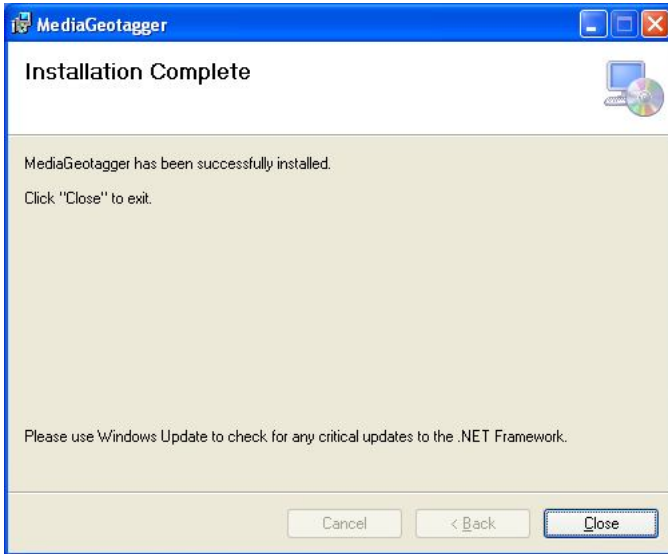 MediaGeotagger
Installation Complete
MediaGeotagger has been successfully installed.
Click "Close" to exit.
Please use Windows Update to check for any critical updates to the .NET Framework.
Cancel
< Back
Close